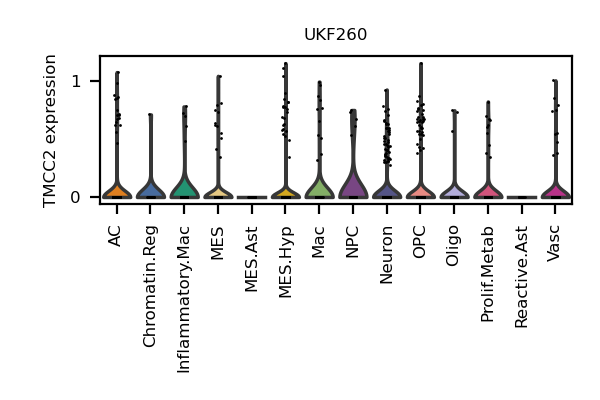 UKF260
TMCC2 expression
1
0
AC
Chromatin.Reg
Inflammatory.Mac
MES
MES.Ast
MES.Hyp
Mac
NPC
Neuron
OPC
Oligo
Prolif.Metab
Reactive.Ast
Vasc